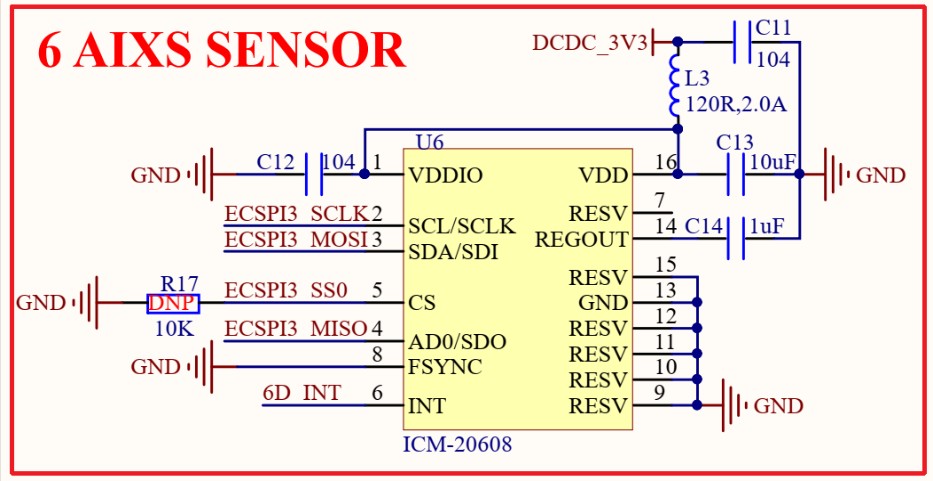 6 AIXS SENSOR
DCDC_3V3
C11
104
L3
120R,2.0A
U6
C13
GND
C12
104
1
VDDIO
VDD
16
10uF
GND
ECSPI3_SCLK
2
SCL/SCLK
RESV
7
ECSPI3_MOSI
3
SDA/SDI
REGOUT
14
C14
1uF
RESV
15
GND
R17
DNP
10K
ECSPI3_SS0
5
CS
GND
13
RESV
12
ECSPI3_MISO
4
AD0/SDO
RESV
11
GND
8
FSYNC
RESV
10
6D_INT
6
INT
RESV
9
GND
ICM-20608